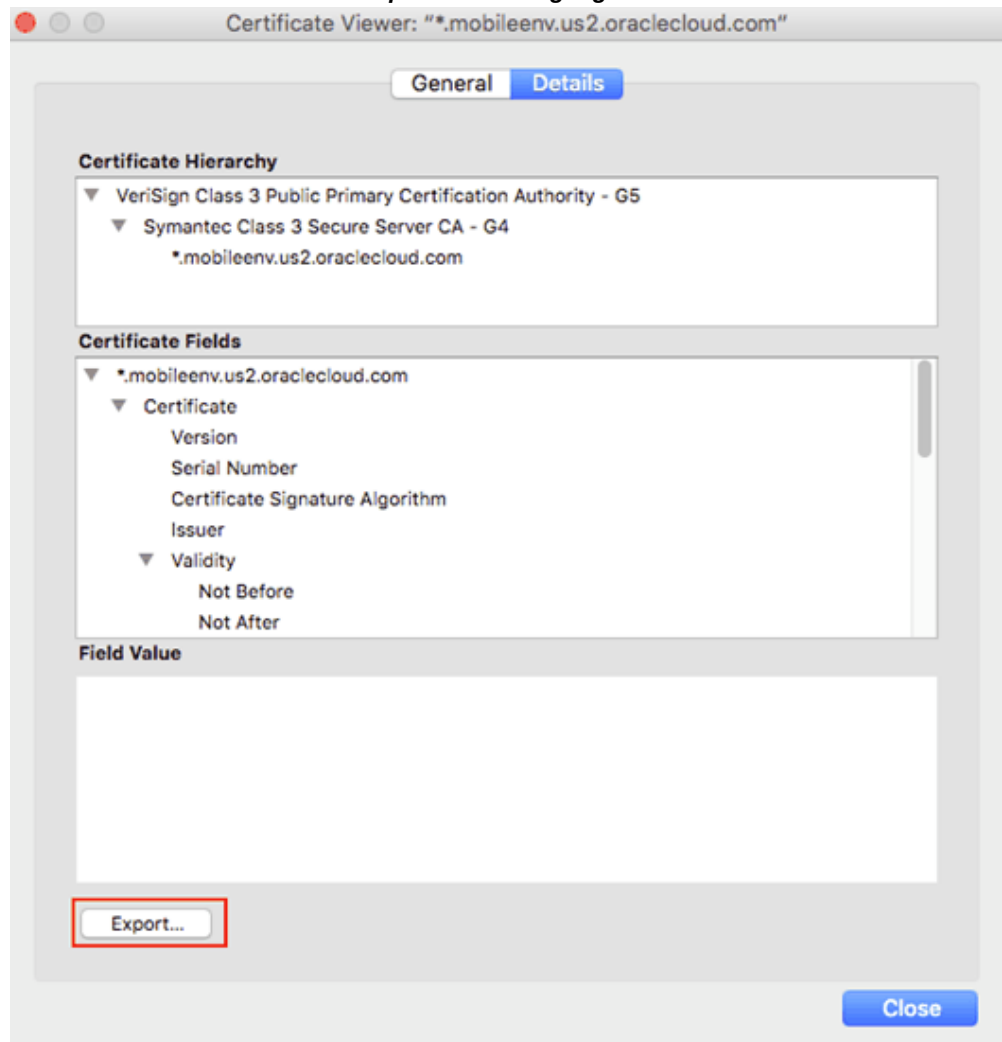 Certificate Viewer: “*.mobileenv.us2.oraclecloud.com”
General Details
Certificate Hierarchy
VeriSign Class 3 Public Primary Certification Authority - G5
Symantec Class 3 Secure Server CA - G4
*.mobileenv.us2.oraclecloud.com
Certificate Fields
*.mobileenv.us2.oraclecloud.com
Certificate
Version
Serial Number
Certificate Signature Algorithm
Issuer
Validity
Not Before
Not After
Field Value
Export...
Close